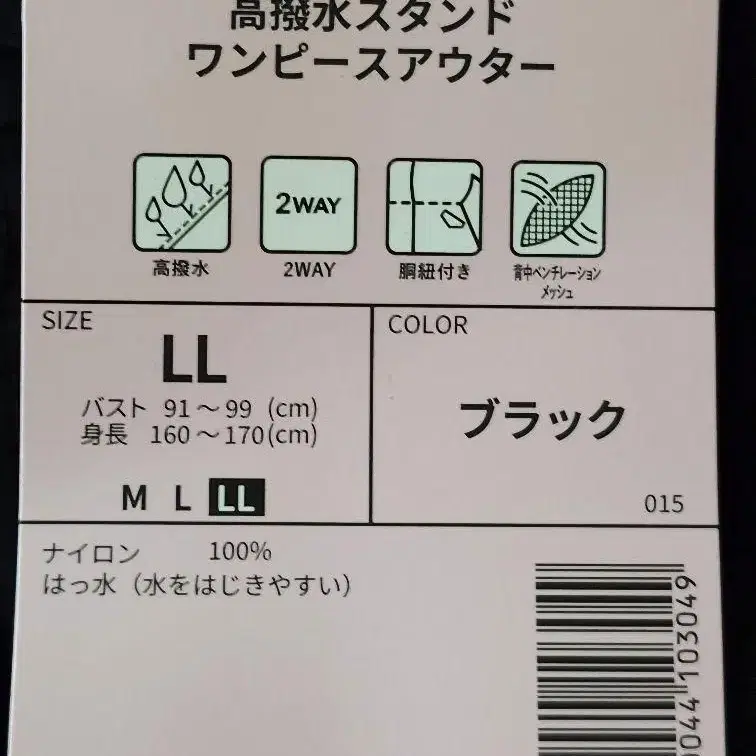 高撥水スタンド
ワンピースアウター
2WAY
高撥水 2WAY 胴紐付き 背中ベンチレーション
メッシュ
SIZE
LL
バスト 91～99 (cm)
身長 160～170(cm)
M L LL
COLOR
ブラック
015
ナイロン 100%
はっ水（水をはじきやすい）
044 103049